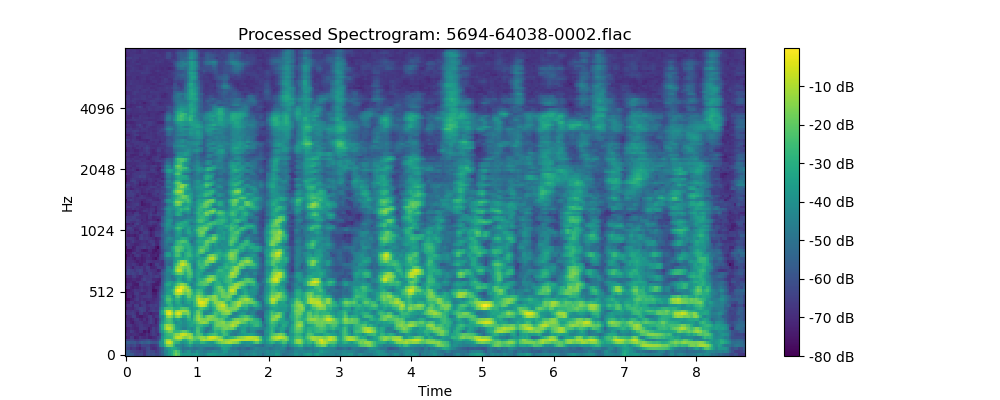 Processed Spectrogram: 5694-64038-0002.flac
Hz
4096
2048
1024
512
0
0 1 2 3 4 5 6 7 8
Time
-10 dB
-20 dB
-30 dB
-40 dB
-50 dB
-60 dB
-70 dB
-80 dB